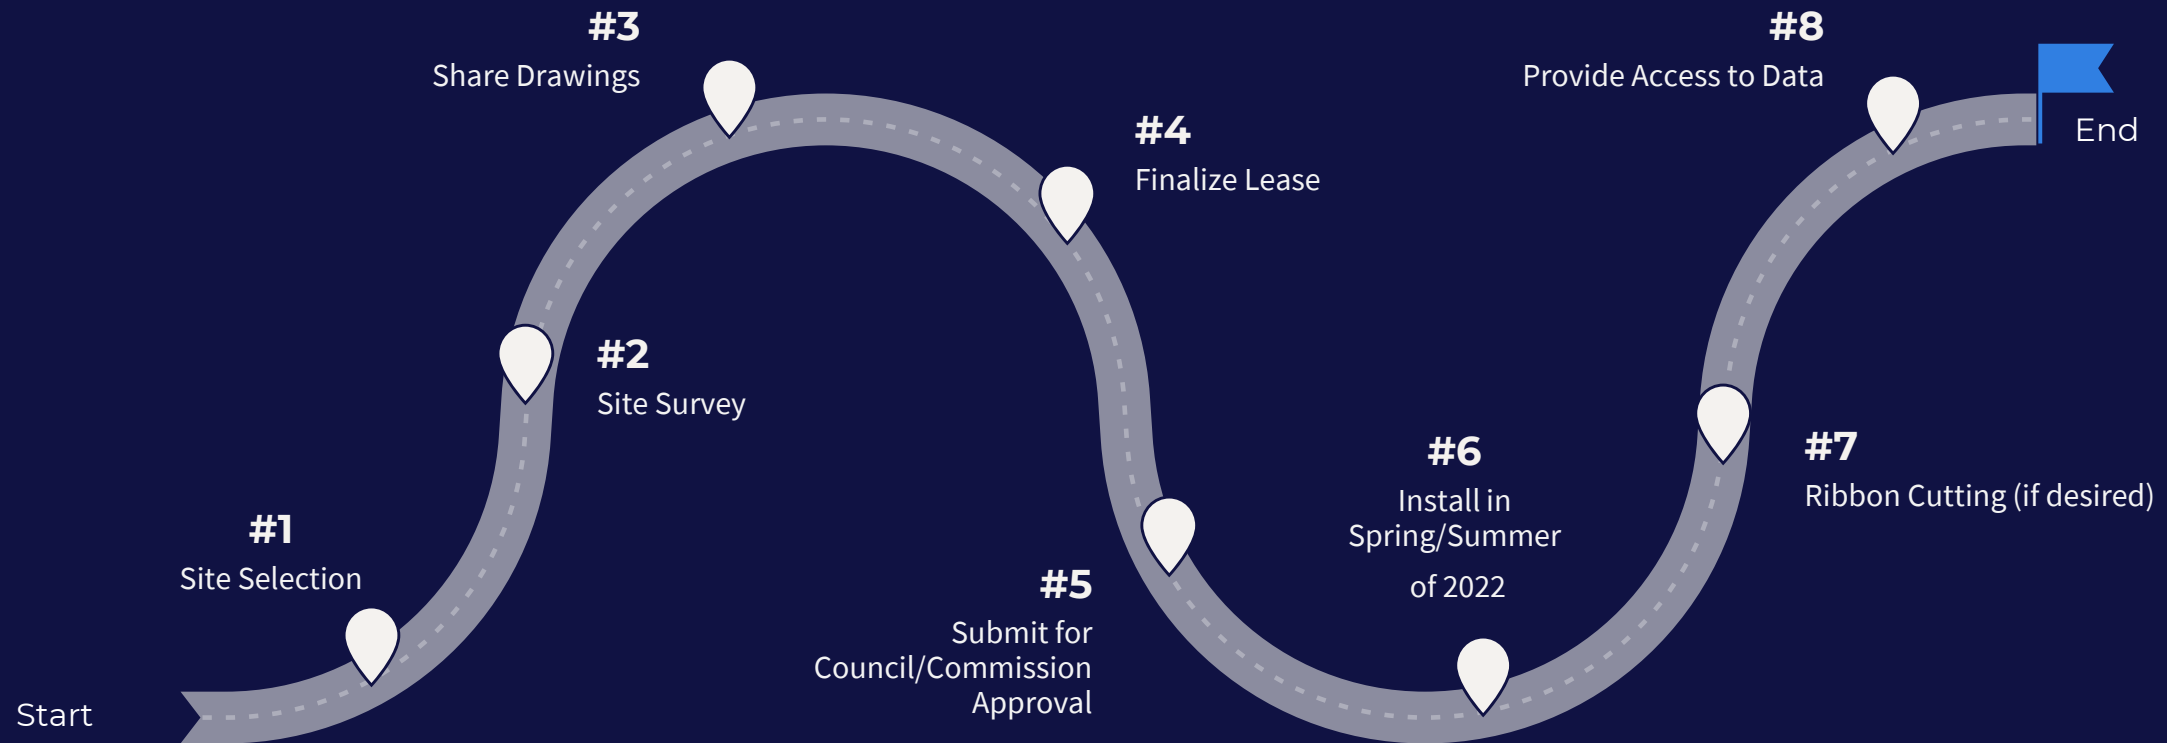 Start
#1
Site Selection
#2
Site Survey
#3
Share Drawings
#4
Finalize Lease
#5
Submit for
Council/Commission
Approval
#6
Install in
Spring/Summer
of 2022
#7
Ribbon Cutting (if desired)
#8
Provide Access to Data
End